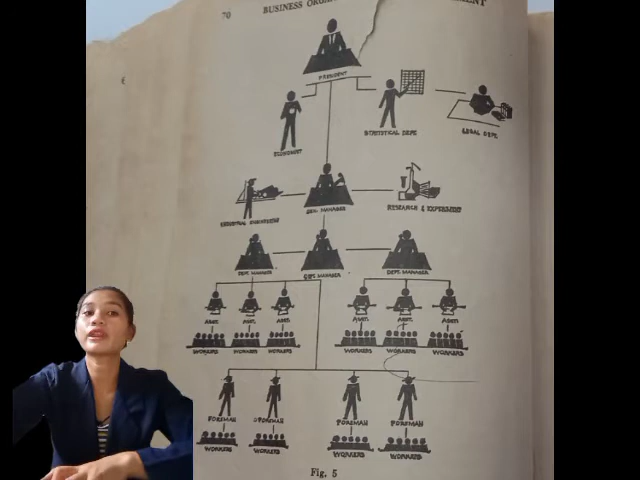 70 BUSINESS
PRESIDENT
ECONOMIST STATISTICAL DEPT. LEGAL DEPT.
INDUSTRIAL ENGINEERS GEN. MANAGER RESEARCH & EXPERIMENT
DEPT. MANAGER DEPT. MANAGER DEPT. MANAGER
ASST. ASST. ASST. ASST. ASST. ASST.
WORKERS WORKERS WORKERS WORKERS WORKERS WORKERS
FOREMAN FOREMAN FOREMAN FOREMAN
WORKERS WORKERS WORKERS WORKERS
Fig. 5